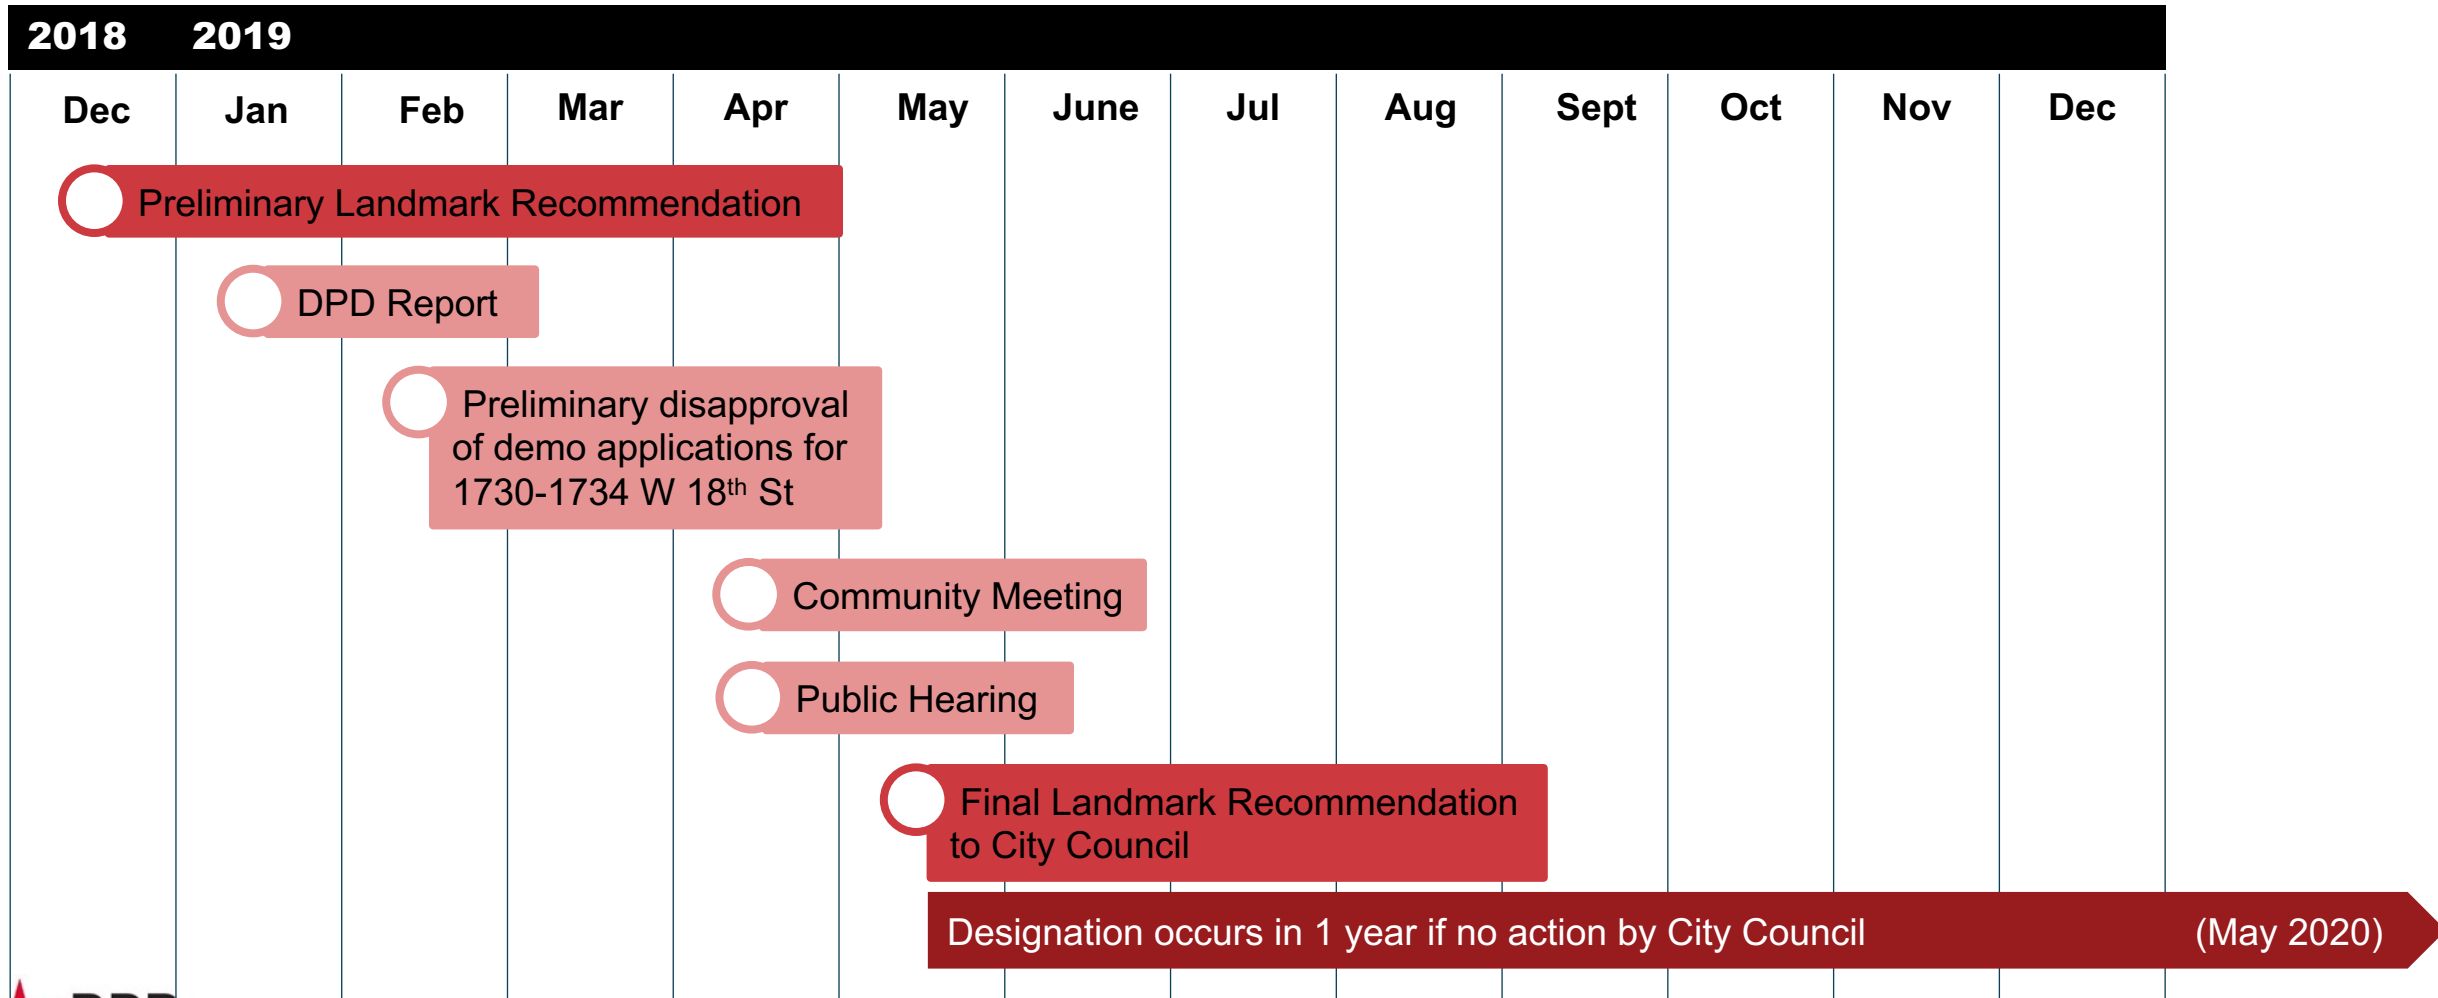 2018 2019
Dec Jan Feb Mar Apr May June Jul Aug Sept Oct Nov Dec
Preliminary Landmark Recommendation
DPD Report
Preliminary disapproval
of demo applications for
1730-1734 W 18th St
Community Meeting
Public Hearing
Final Landmark Recommendation
to City Council
Designation occurs in 1 year if no action by City Council (May 2020)